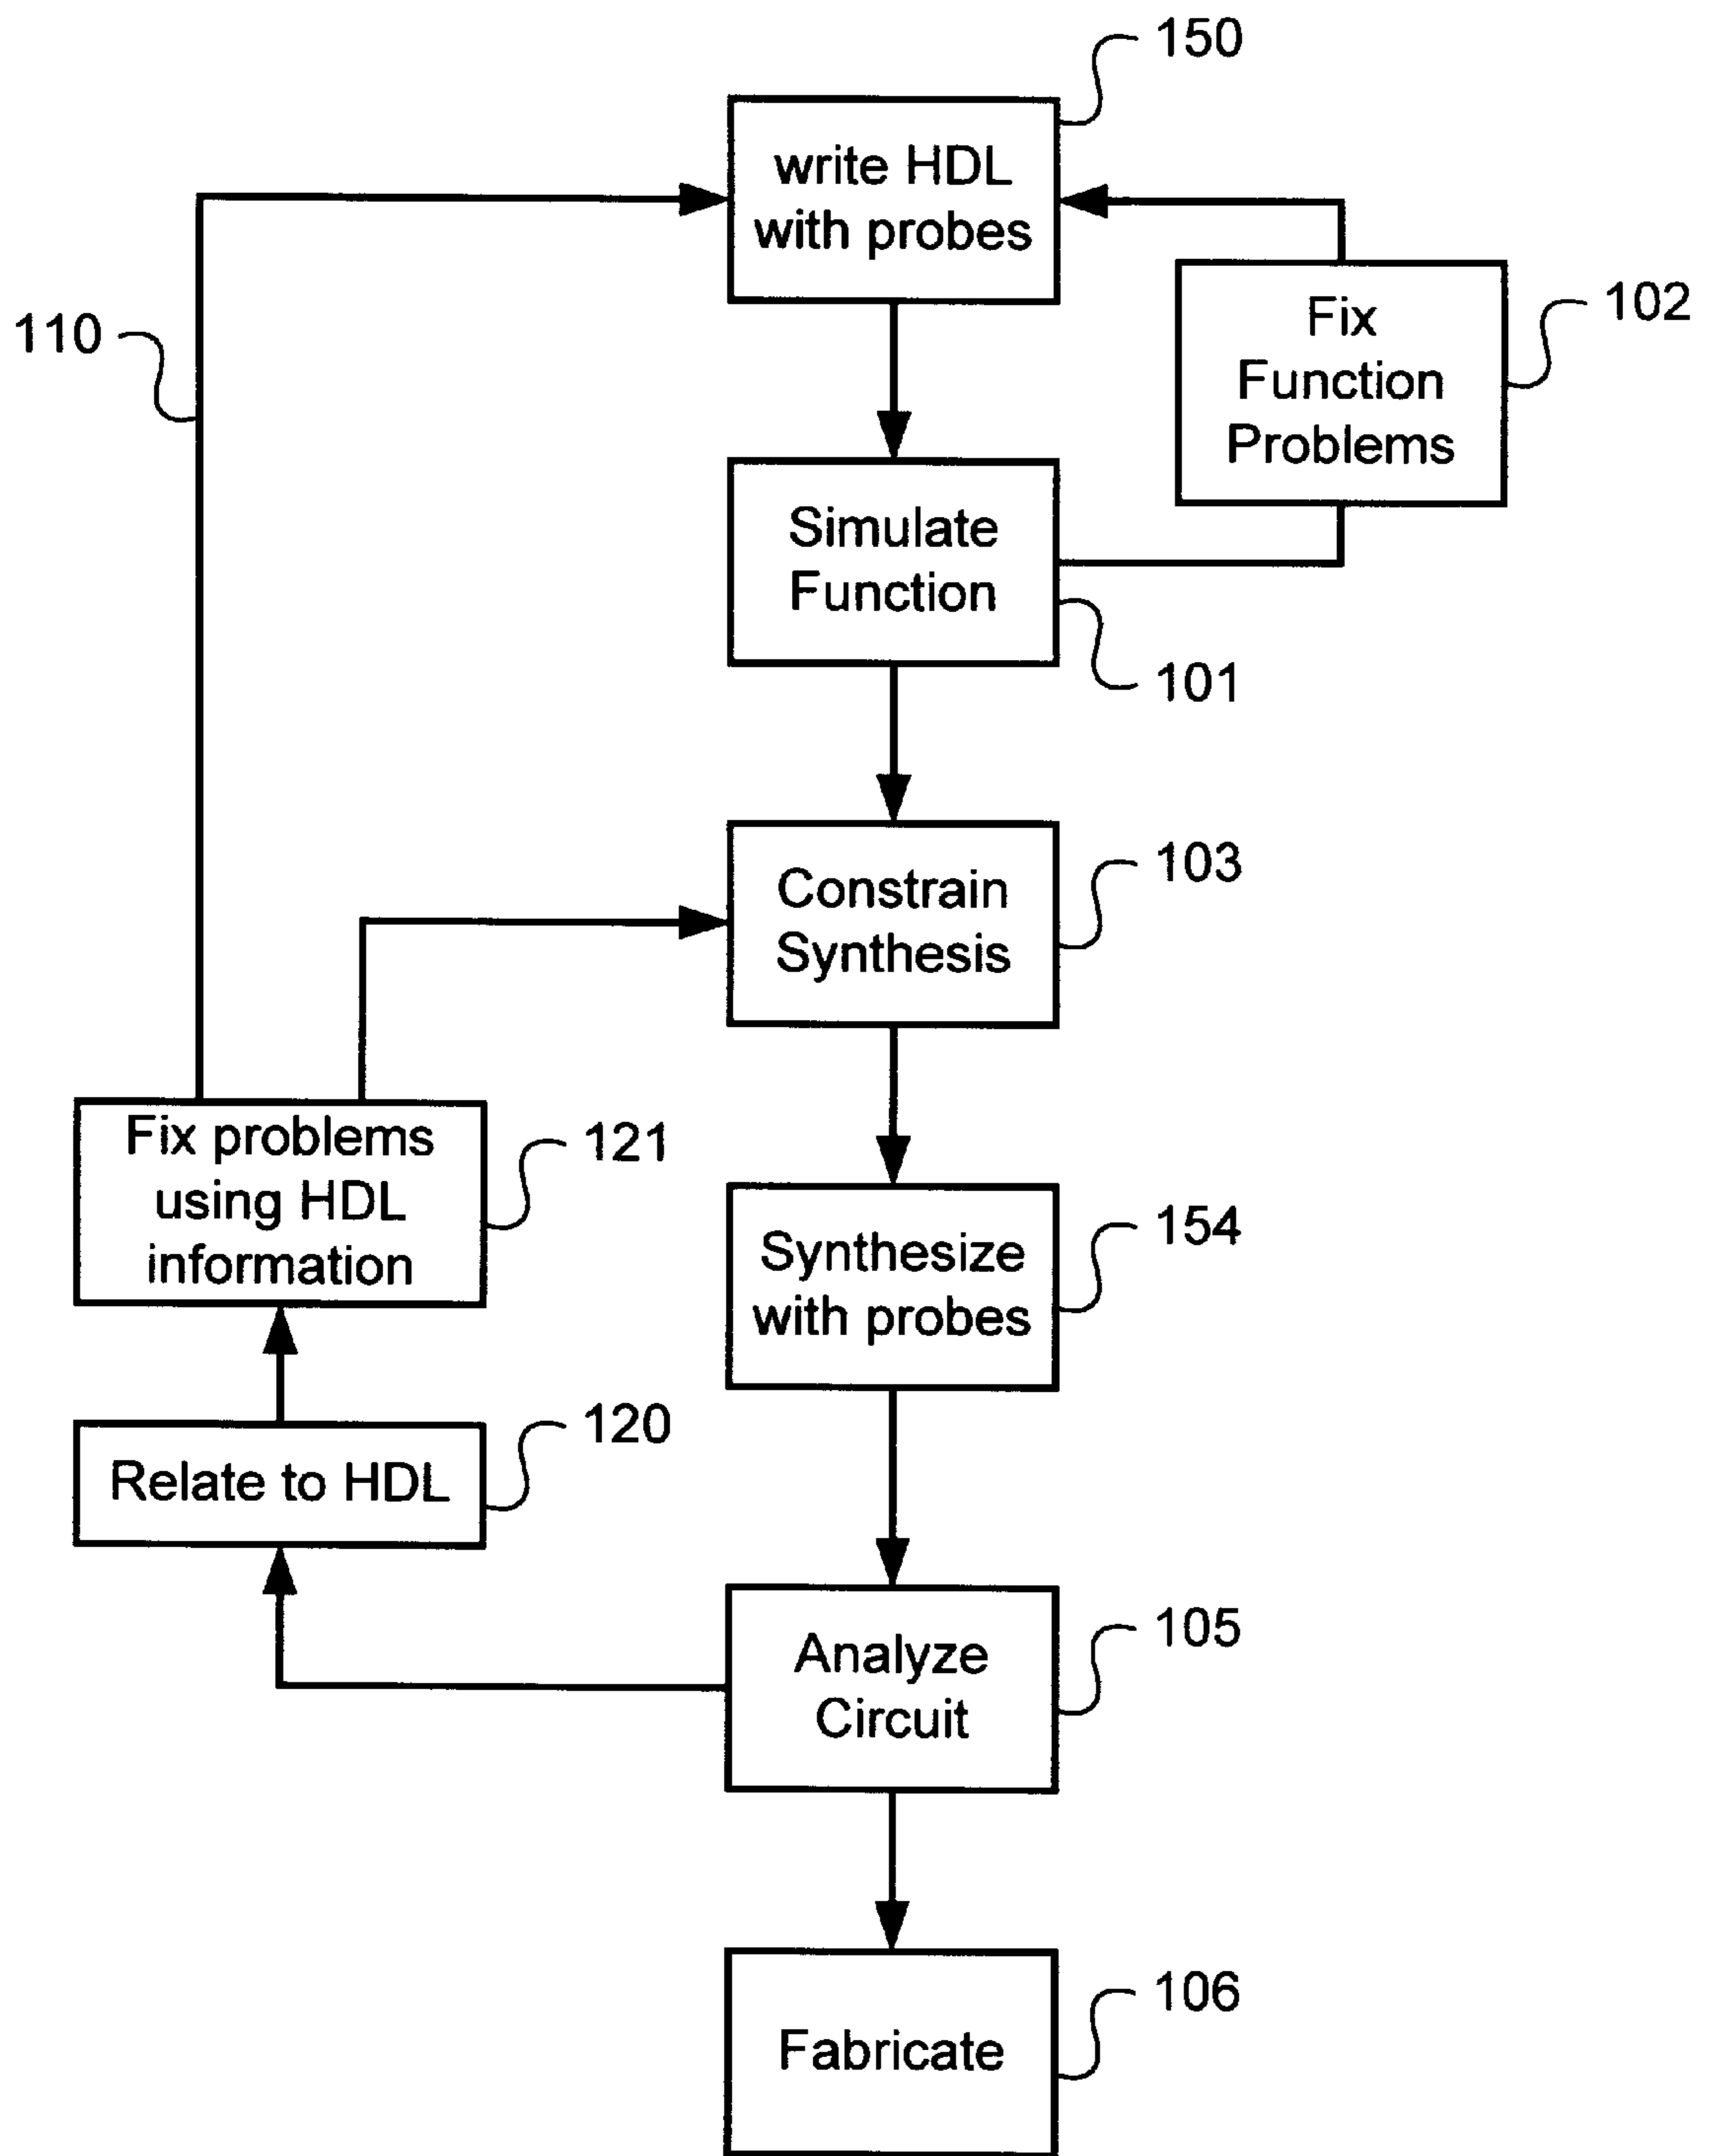 150
write HDL
with probes
110
102
Fix
Function
Problems
Simulate
Function
101
103
Constrain
Synthesis
121
Fix problems
using HDL
information
154
Synthesize
with probes
120
Relate to HDL
105
Analyze
Circuit
106
Fabricate